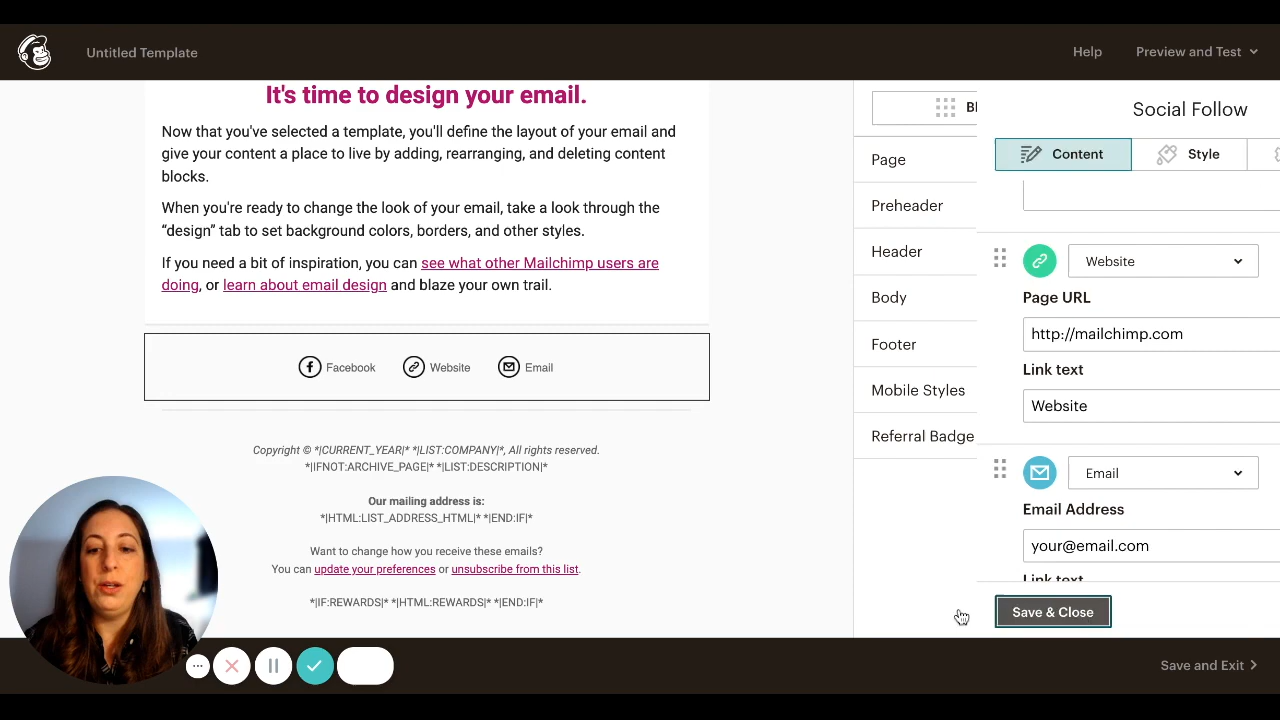 Untitled Template
Help
Preview and Test
It's time to design your email.
Now that you've selected a template, you'll define the layout of your email and
give your content a place to live by adding, rearranging, and deleting content
blocks.
When you're ready to change the look of your email, take a look through the
“design” tab to set background colors, borders, and other styles.
If you need a bit of inspiration, you can see what other Mailchimp users are
doing, or learn about email design and blaze your own trail.
Facebook
Website
Email
Copyright © *|CURRENT_YEAR|* *|LIST:COMPANY|*, All rights reserved.
*|IFNOT:ARCHIVE_PAGE|* *|LIST:DESCRIPTION|*
Our mailing address is:
*|HTML:LIST_ADDRESS_HTML|* *|END:IF|*
Want to change how you receive these emails?
You can update your preferences or unsubscribe from this list.
*|IF:REWARDS|* *|HTML:REWARDS|* *|END:IF|*
Page
Preheader
Header
Body
Footer
Mobile Styles
Referral Badge
Social Follow
Content
Style
Website
Page URL
http://mailchimp.com
Link text
Website
Email
Email Address
your@email.com
Link text
Save & Close
Save and Exit